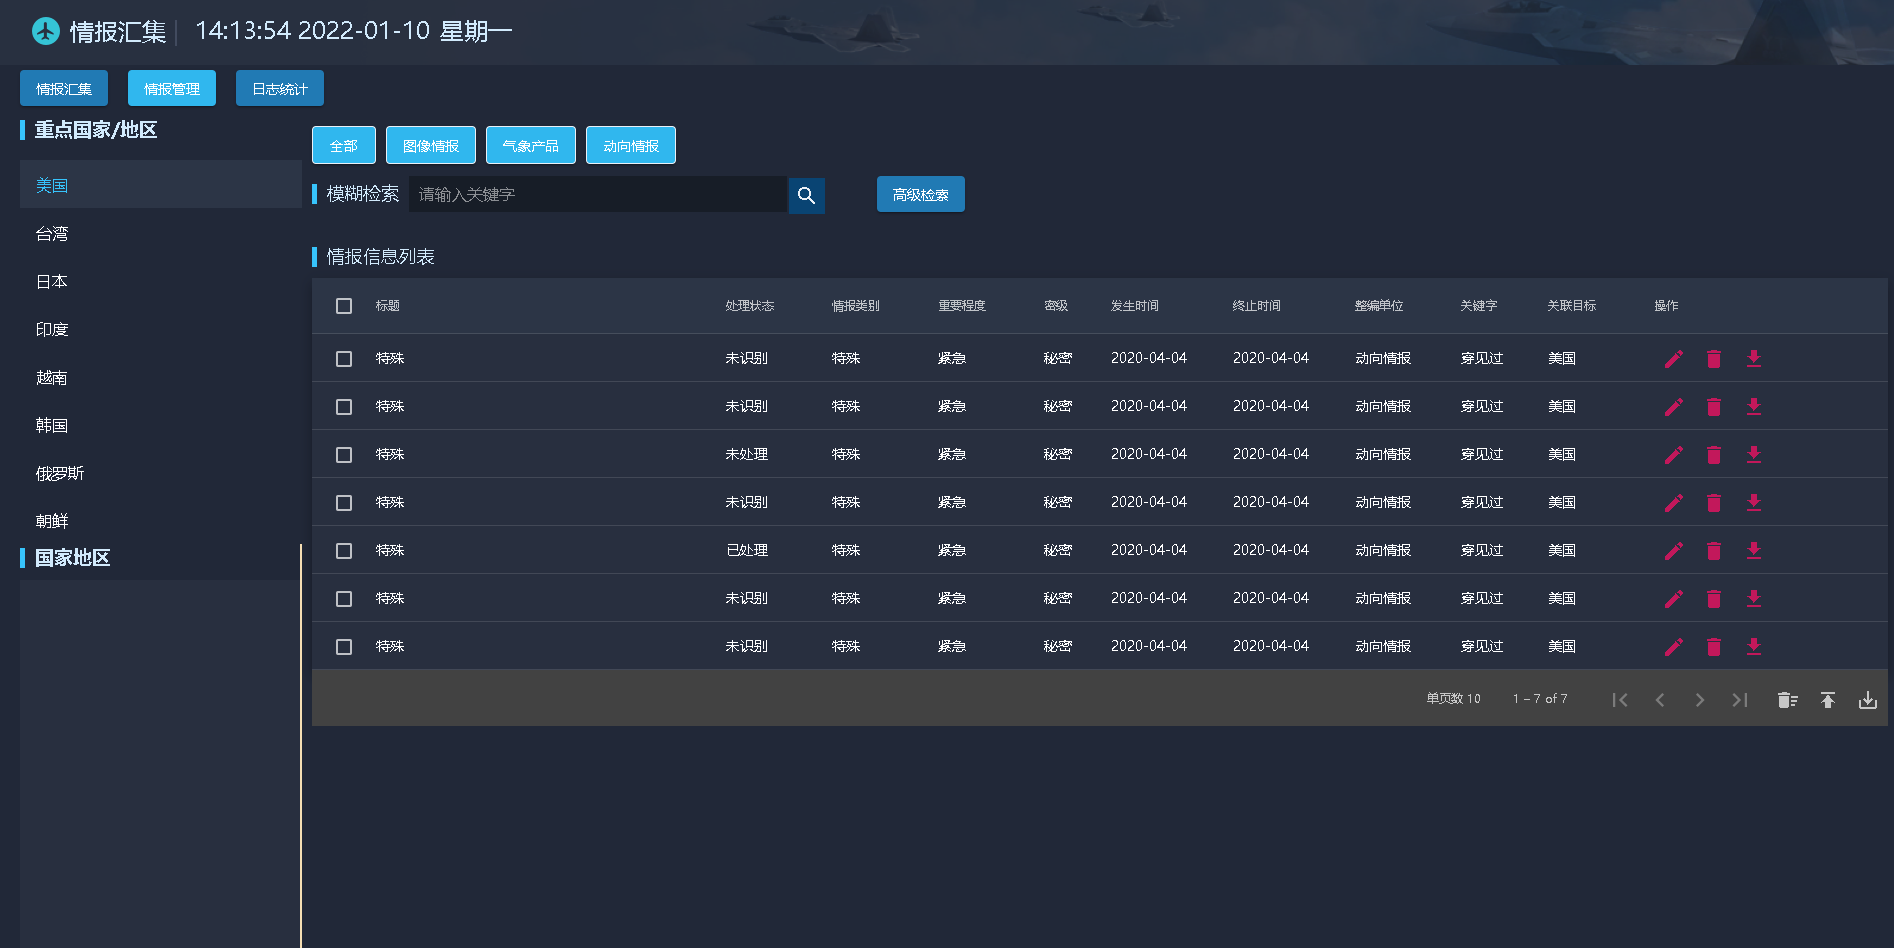 情报汇集 14:13:54 2022-01-10 星期一
情报汇集 情报管理 日志统计
重点国家/地区
美国
台湾
日本
印度
越南
韩国
俄罗斯
朝鲜
国家地区
全部 图像情报 气象产品 动向情报
模糊检索 请输入关键字 高级检索
情报信息列表
标题 处理状态 情报类别 重要程度 密级 发生时间 终止时间 整编单位 关键字 关联目标 操作
特殊 未识别 特殊 紧急 秘密 2020-04-04 2020-04-04 动向情报 穿见过 美国
特殊 未识别 特殊 紧急 秘密 2020-04-04 2020-04-04 动向情报 穿见过 美国
特殊 未处理 特殊 紧急 秘密 2020-04-04 2020-04-04 动向情报 穿见过 美国
特殊 未识别 特殊 紧急 秘密 2020-04-04 2020-04-04 动向情报 穿见过 美国
特殊 已处理 特殊 紧急 秘密 2020-04-04 2020-04-04 动向情报 穿见过 美国
特殊 未识别 特殊 紧急 秘密 2020-04-04 2020-04-04 动向情报 穿见过 美国
特殊 未识别 特殊 紧急 秘密 2020-04-04 2020-04-04 动向情报 穿见过 美国
单页数 10 1 – 7 of 7